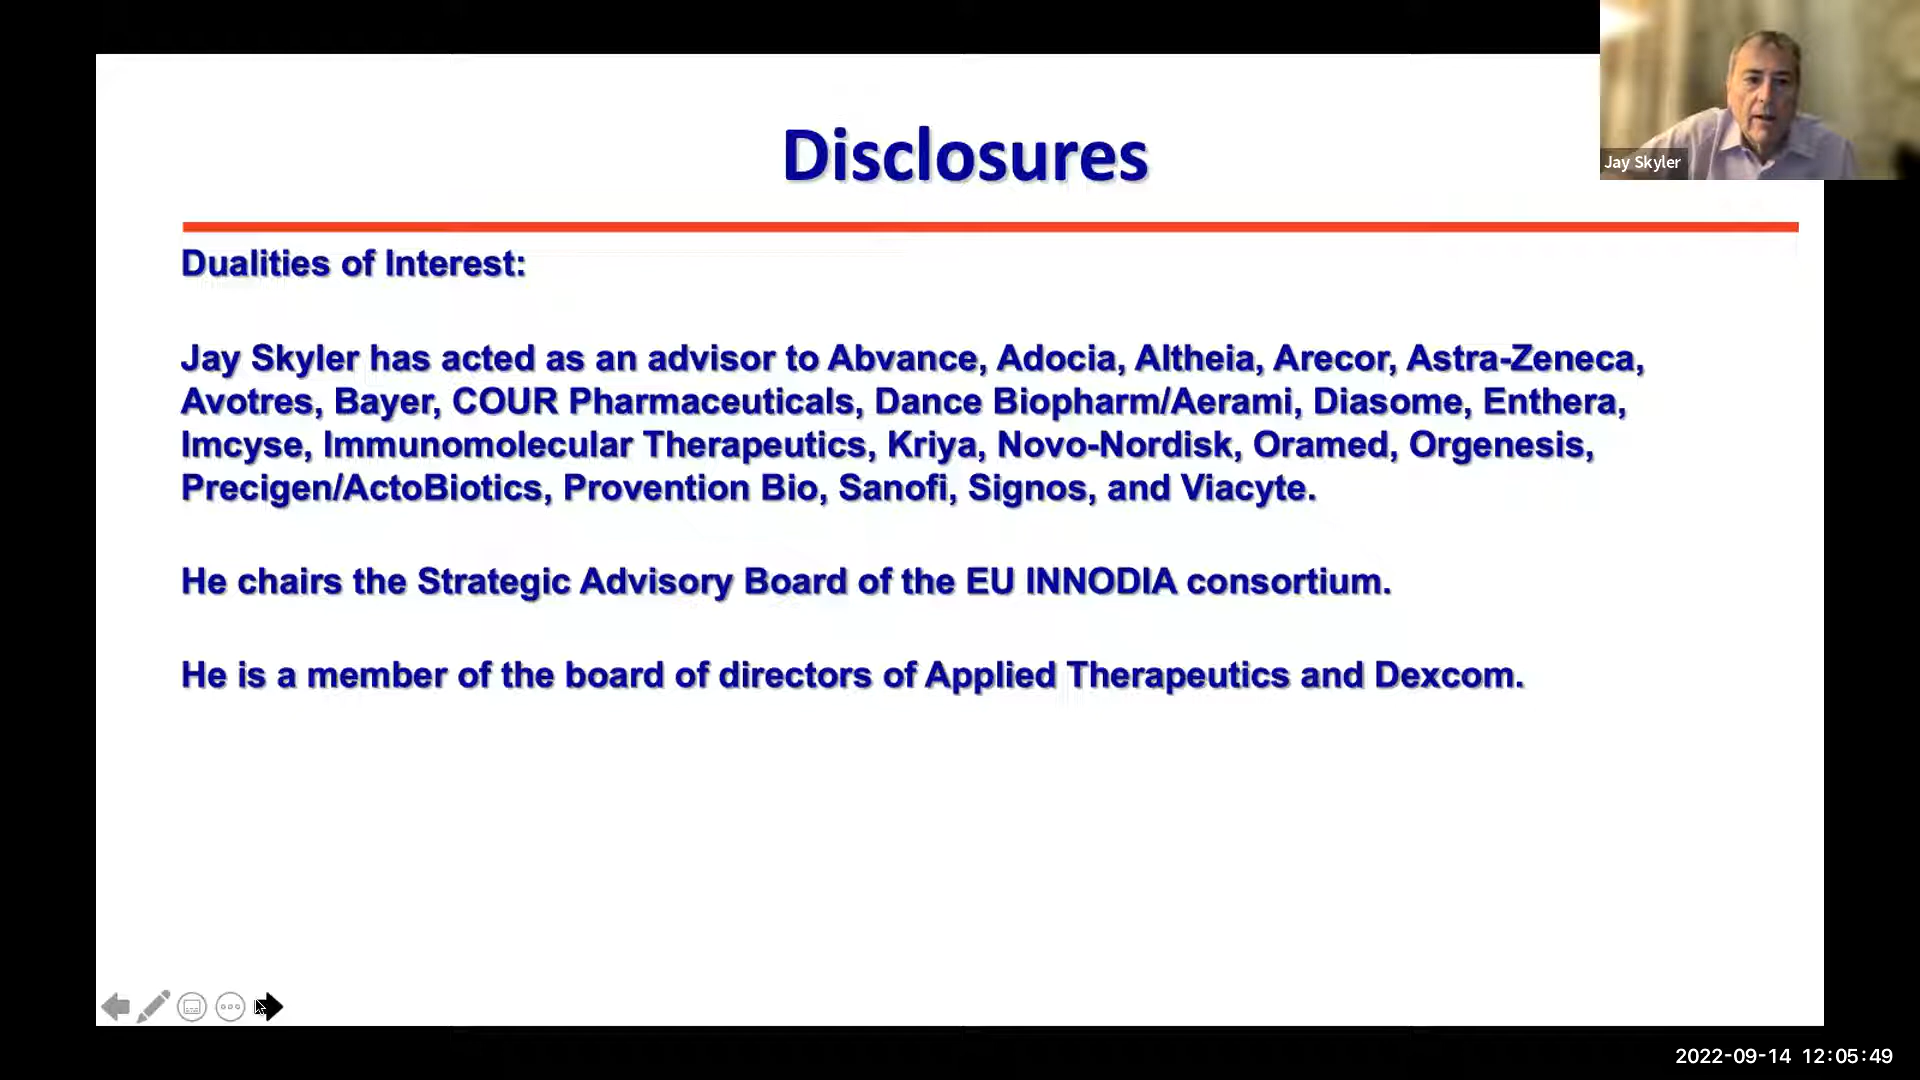 Disclosures
Jay Skyler
Dualities of Interest:
Jay Skyler has acted as an advisor to Abvance, Adocia, Altheia, Arecor, Astra-Zeneca,
Avotres, Bayer, COUR Pharmaceuticals, Dance Biopharm/Aerami, Diasome, Enthera,
Imcyse, Immunomolecular Therapeutics, Kriya, Novo-Nordisk, Oramed, Orgenesis,
Precigen/ActoBiotics, Provention Bio, Sanofi, Signos, and Viacyte.
He chairs the Strategic Advisory Board of the EU INNODIA consortium.
He is a member of the board of directors of Applied Therapeutics and Dexcom.
2022-09-14 12:05:49